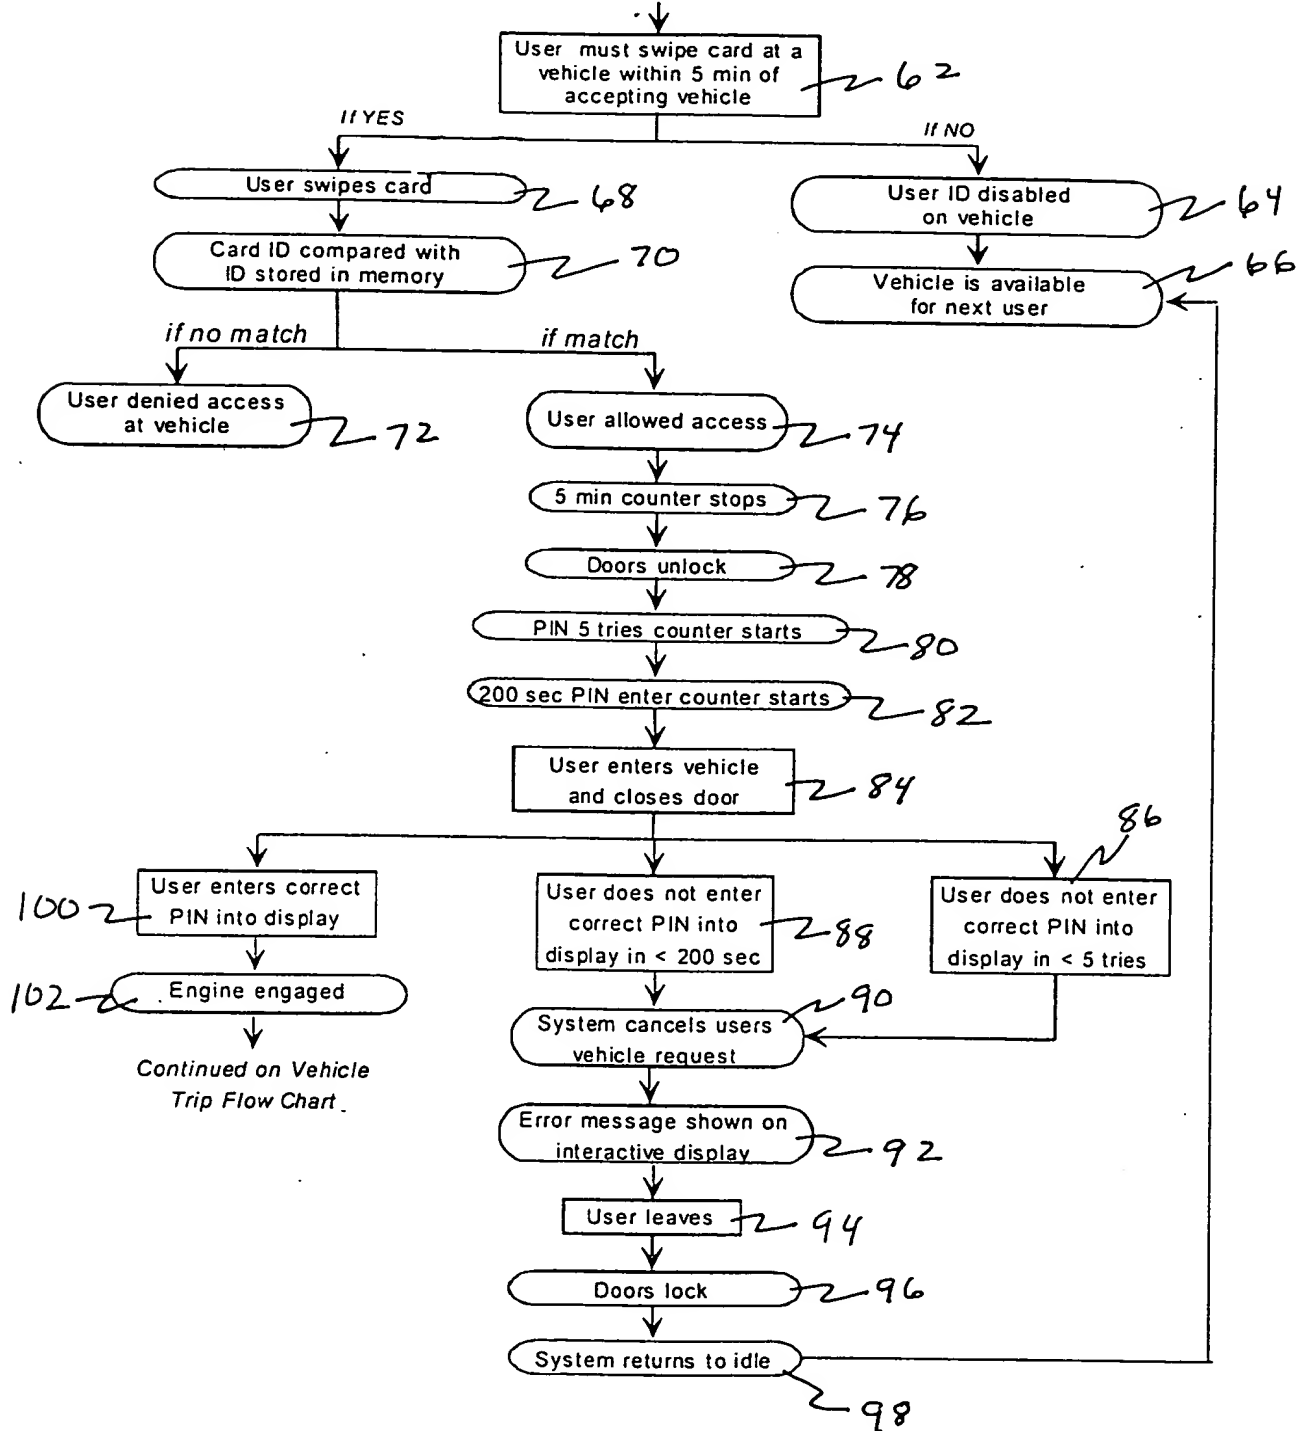 User must swipe card at a
vehicle within 5 min of
accepting vehicle
62
If YES
If NO
User swipes card
68
User ID disabled
on vehicle
64
Card ID compared with
ID stored in memory
70
Vehicle is available
for next user
66
if no match
if match
User denied access
at vehicle
72
User allowed access
74
5 min counter stops
76
Doors unlock
78
PIN 5 tries counter starts
80
200 sec PIN enter counter starts
82
User enters vehicle
and closes door
84
86
100
User enters correct
PIN into display
User does not enter
correct PIN into
display in < 200 sec
88
User does not enter
correct PIN into
display in < 5 tries
102
Engine engaged
90
System cancels users
vehicle request
Continued on Vehicle
Trip Flow Chart
Error message shown on
interactive display
92
User leaves
94
Doors lock
96
System returns to idle
98